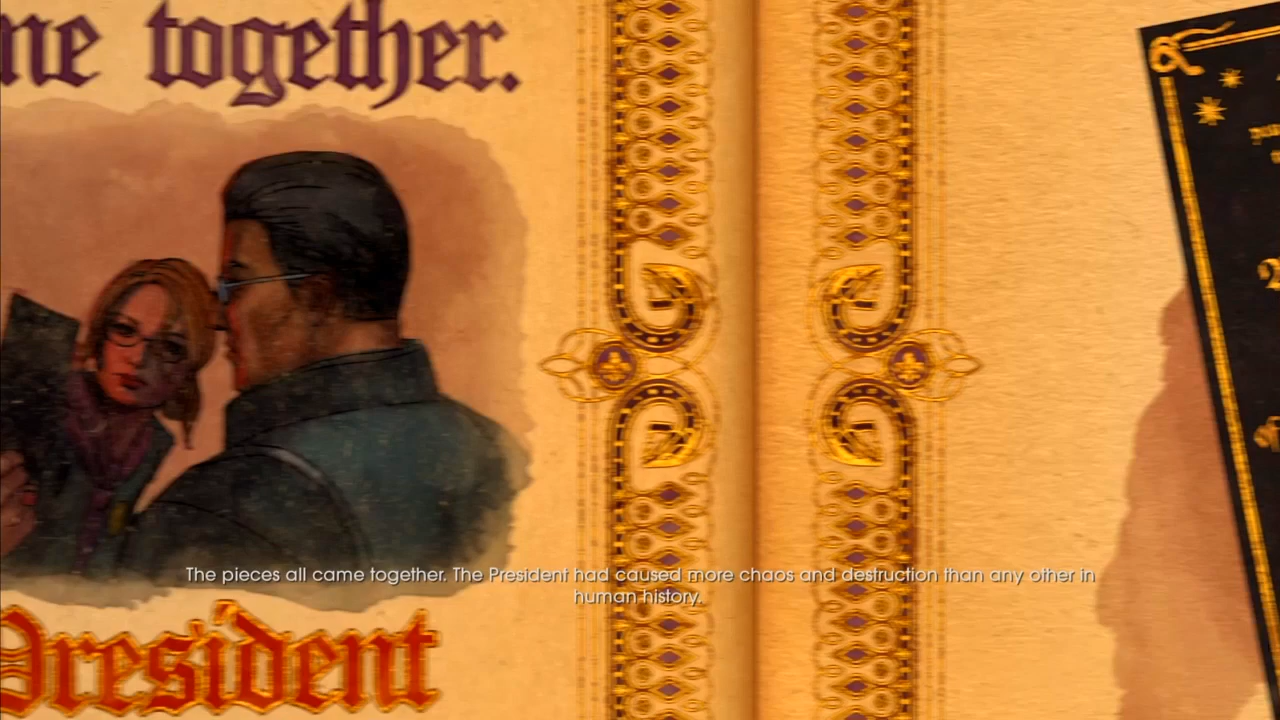 me together.
The pieces all came together. The President had caused more chaos and destruction than any other in
human history.
President